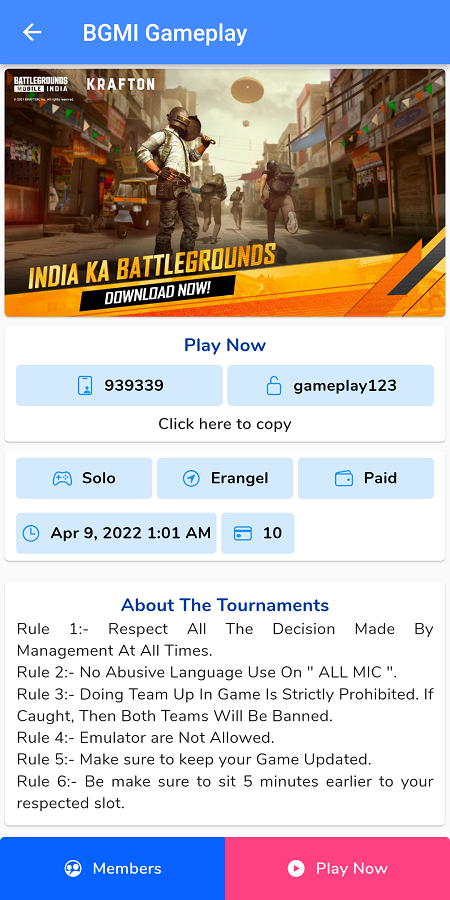 BGMI Gameplay
BATTLEGROUNDS
MOBILE INDIA
KRAFTON
© 2021 KRAFTON, Inc. All rights reserved.
INDIA KA BATTLEGROUNDS
DOWNLOAD NOW!
Play Now
939339
gameplay123
Click here to copy
Solo
Erangel
Paid
Apr 9, 2022 1:01 AM
10
About The Tournaments
Rule 1:- Respect All The Decision Made By
Management At All Times.
Rule 2:- No Abusive Language Use On " ALL MIC ".
Rule 3:- Doing Team Up In Game Is Strictly Prohibited. If
Caught, Then Both Teams Will Be Banned.
Rule 4:- Emulator are Not Allowed.
Rule 5:- Make sure to keep your Game Updated.
Rule 6:- Be make sure to sit 5 minutes earlier to your
respected slot.
Members
Play Now